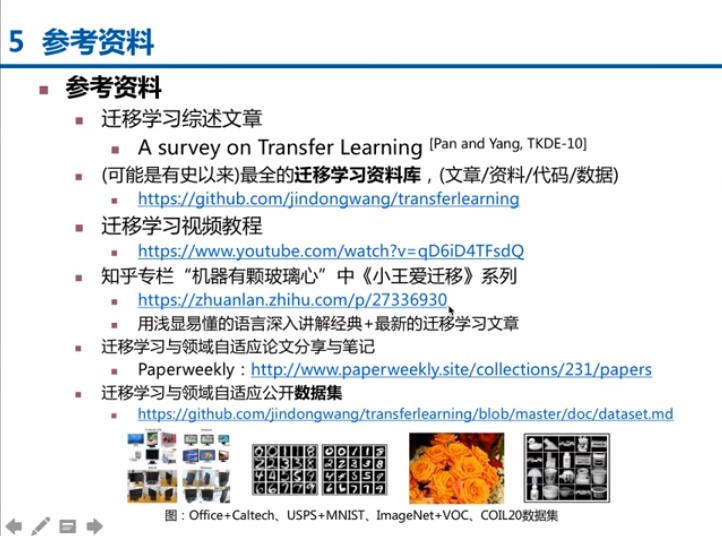 5 参考资料
参考资料
迁移学习综述文章
A survey on Transfer Learning [Pan and Yang, TKDE-10]
(可能是有史以来)最全的迁移学习资料库，(文章/资料/代码/数据)
https://github.com/jindongwang/transferlearning
迁移学习视频教程
https://www.youtube.com/watch?v=qD6iD4TFsdQ
知乎专栏“机器有颗玻璃心”中《小王爱迁移》系列
https://zhuanlan.zhihu.com/p/27336930
用浅显易懂的语言深入讲解经典+最新的迁移学习文章
迁移学习与领域自适应论文分享与笔记
Paperweekly：http://www.paperweekly.site/collections/231/papers
迁移学习与领域自适应公开数据集
https://github.com/jindongwang/transferlearning/blob/master/doc/dataset.md
图：Office+Caltech、USPS+MNIST、ImageNet+VOC、COIL20数据集